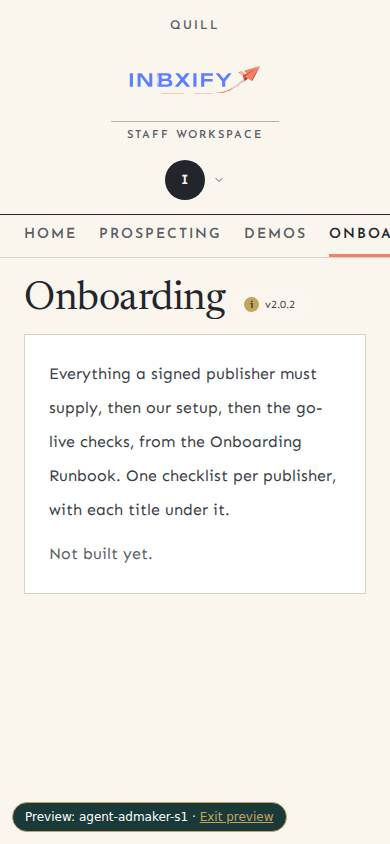 QUILL
INBXIFY
STAFF WORKSPACE
I
HOME PROSPECTING DEMOS ONBOA
Onboarding i v2.0.2
Everything a signed publisher must
supply, then our setup, then the go-
live checks, from the Onboarding
Runbook. One checklist per publisher,
with each title under it.
Not built yet.
Preview: agent-admaker-s1 · Exit preview